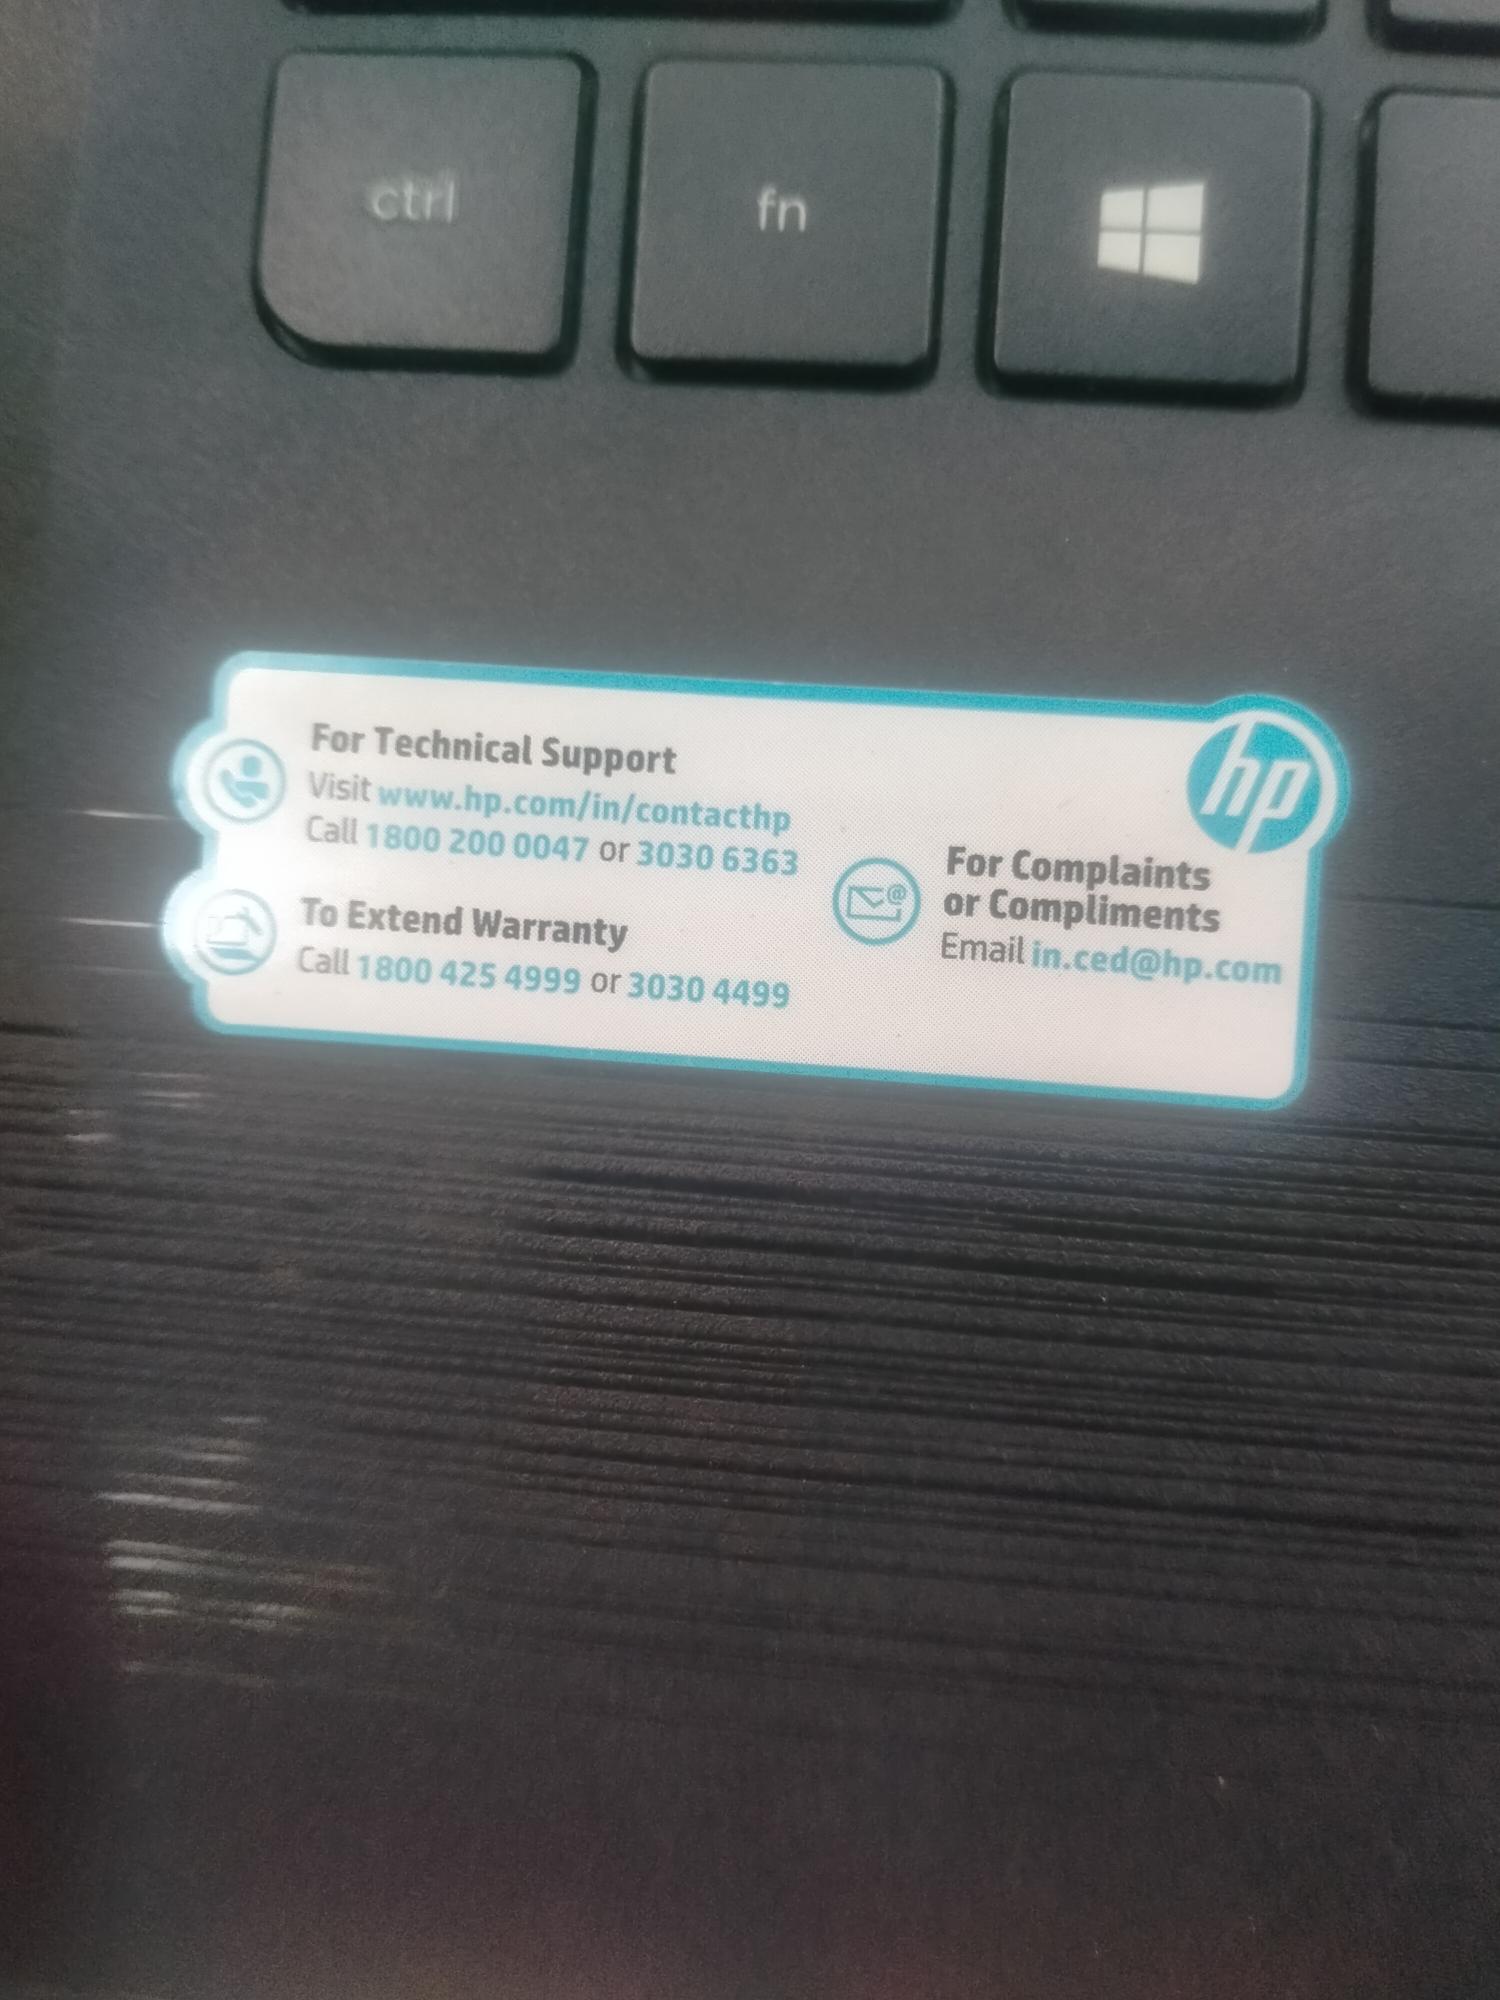 ctrl
fn
hp
For Technical Support
Visit www.hp.com/in/contacthp
Call 1800 200 0047 or 3030 6363
To Extend Warranty
Call 1800 425 4999 or 3030 4499
For Complaints
or Compliments
Email in.ced@hp.com